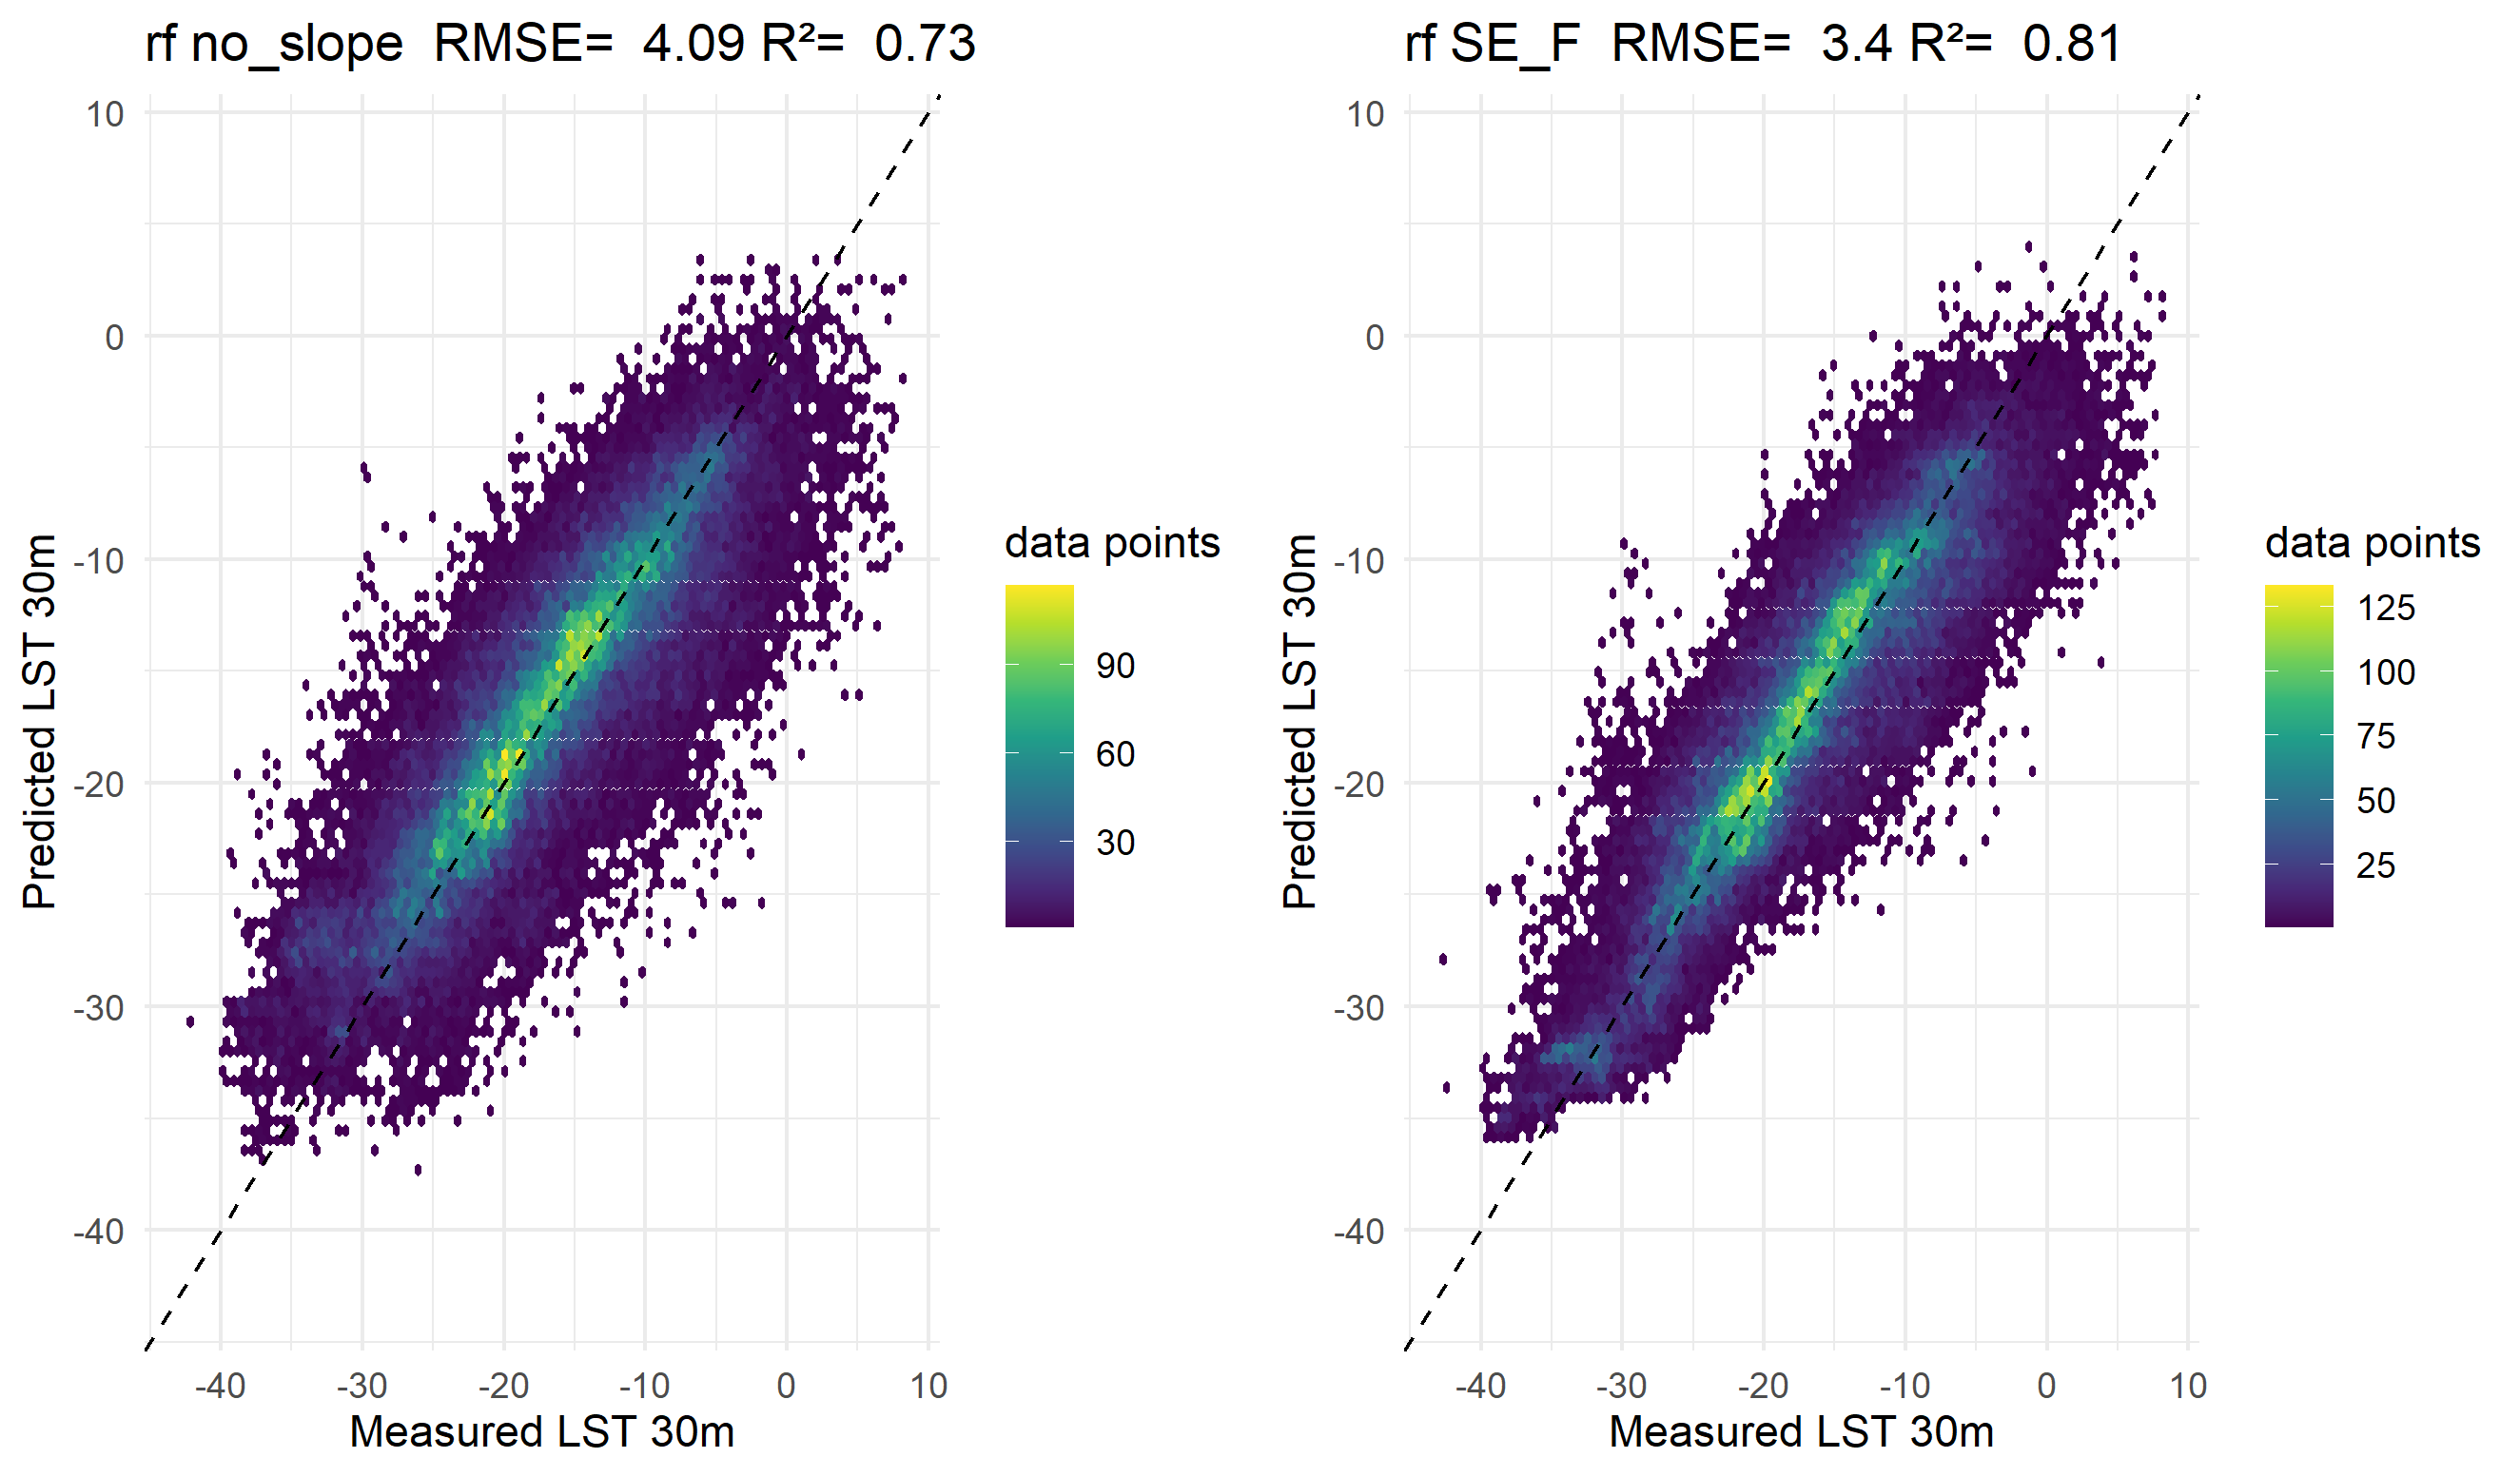 rf no_slope  RMSE=  4.09 R²=  0.73
10
0
-10
-20
-30
-40
Predicted LST 30m
-40 -30 -20 -10 0 10
Measured LST 30m
data points
90
60
30
rf SE_F  RMSE=  3.4 R²=  0.81
10
0
-10
-20
-30
-40
Predicted LST 30m
-40 -30 -20 -10 0 10
Measured LST 30m
data points
125
100
75
50
25